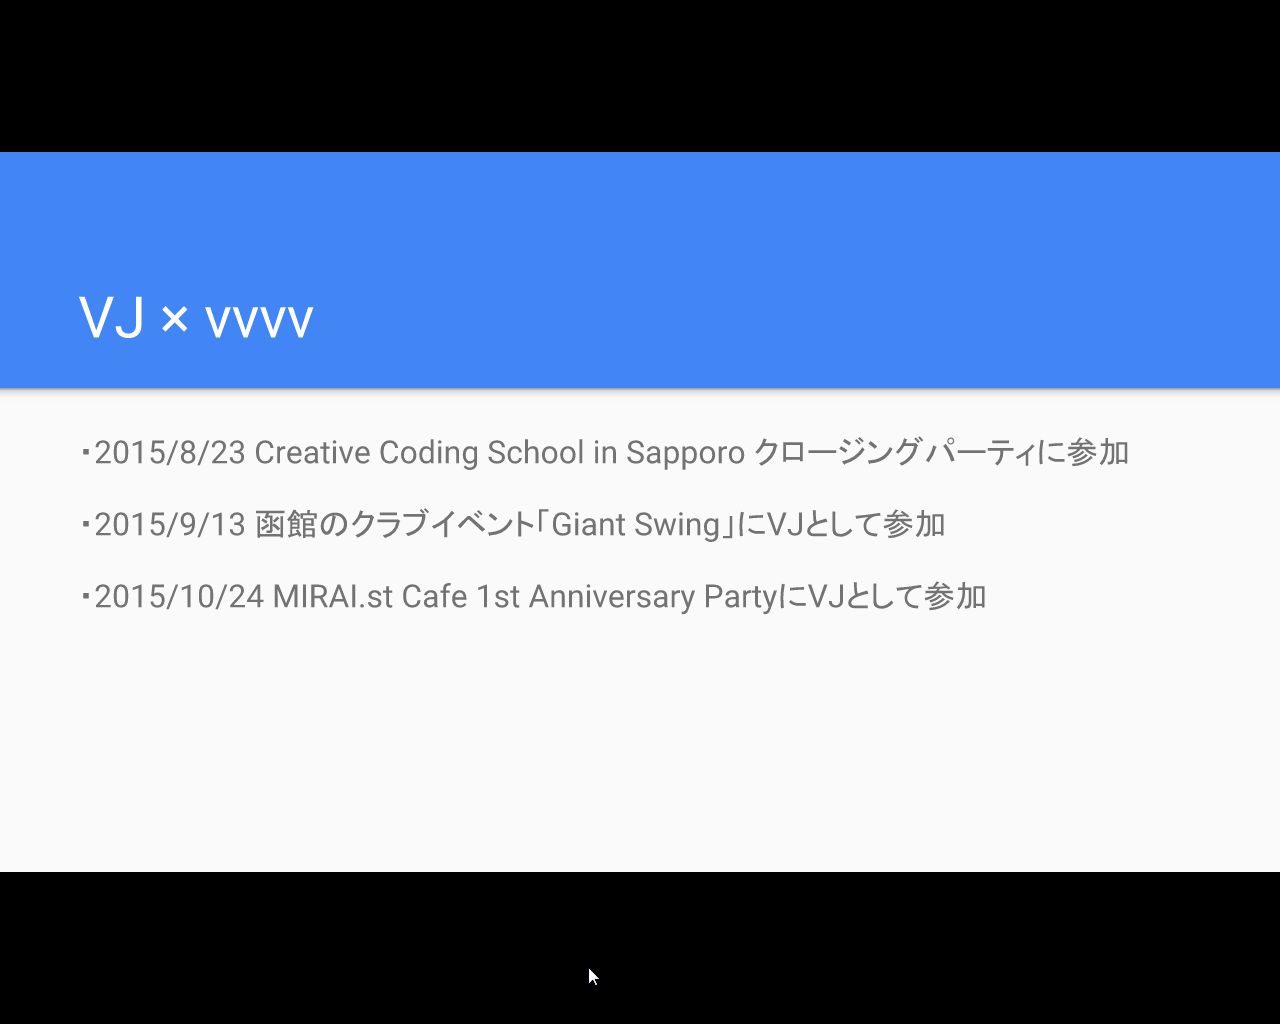 VJ × vvvv
・2015/8/23 Creative Coding School in Sapporo クロージングパーティに参加
・2015/9/13 函館のクラブイベント「Giant Swing」にVJとして参加
・2015/10/24 MIRAI.st Cafe 1st Anniversary PartyにVJとして参加